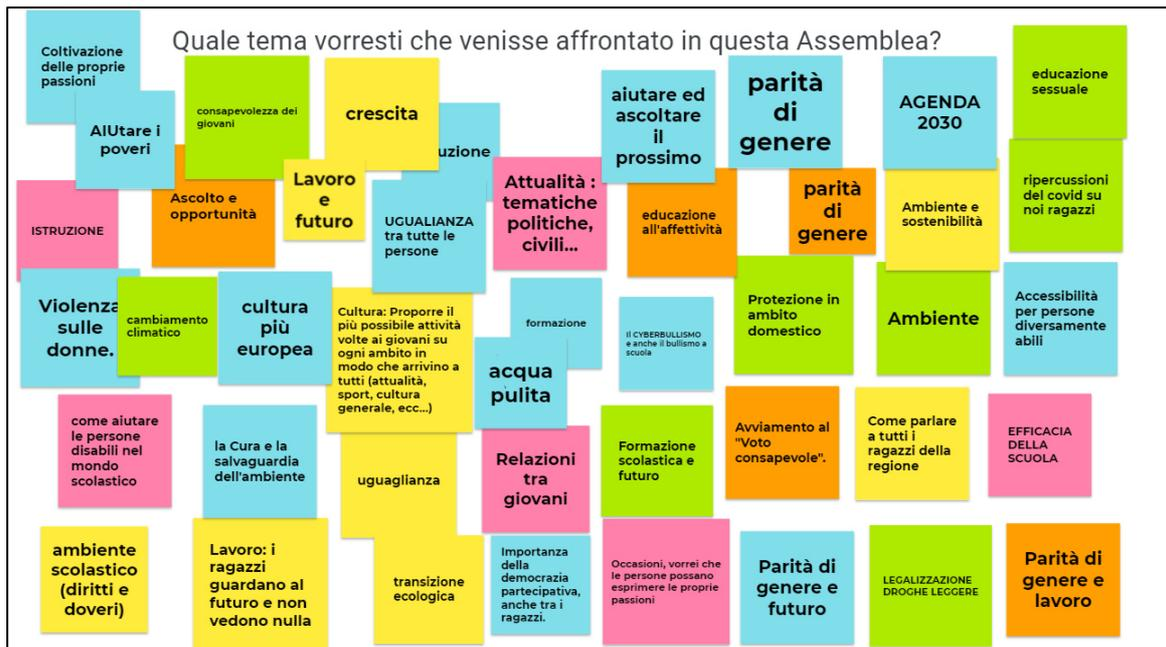 Quale tema vorresti che venisse affrontato in questa Assemblea?
Coltivazione
delle proprie
passioni
AIUtare i
poveri
consapevolezza dei
giovani
crescita
uzione
aiutare ed
ascoltare
il
prossimo
parità
di
genere
AGENDA
2030
educazione
sessuale
ISTRUZIONE
Ascolto e
opportunità
Lavoro
e
futuro
UGUALIANZA
tra tutte le
persone
Attualità :
tematiche
politiche,
civili...
educazione
all'affettività
parità
di
genere
Ambiente e
sostenibilità
ripercussioni
del covid su
noi ragazzi
Violenza
sulle
donne.
cambiamento
climatico
cultura
più
europea
Cultura: Proporre il
più possibile attività
volte ai giovani su
ogni ambito in
modo che arrivino a
tutti (attualità,
sport, cultura
generale, ecc...)
formazione
acqua
pulita
Il CYBERBULLISMO
e anche il bullismo a
scuola
Protezione in
ambito
domestico
Ambiente
Accessibilità
per persone
diversamente
abili
come aiutare
le persone
disabili nel
mondo
scolastico
la Cura e la
salvaguardia
dell'ambiente
uguaglianza
Relazioni
tra
giovani
Formazione
scolastica e
futuro
Avviamento al
"Voto
consapevole".
Come parlare
a tutti i
ragazzi della
regione
EFFICACIA
DELLA
SCUOLA
ambiente
scolastico
(diritti e
doveri)
Lavoro: i
ragazzi
guardano al
futuro e non
vedono nulla
transizione
ecologica
Importanza
della
democrazia
partecipativa,
anche tra i
ragazzi.
Occasioni, vorrei che
le persone possano
esprimere le proprie
passioni
Parità di
genere e
futuro
LEGALIZZAZIONE
DROGHE LEGGERE
Parità di
genere e
lavoro